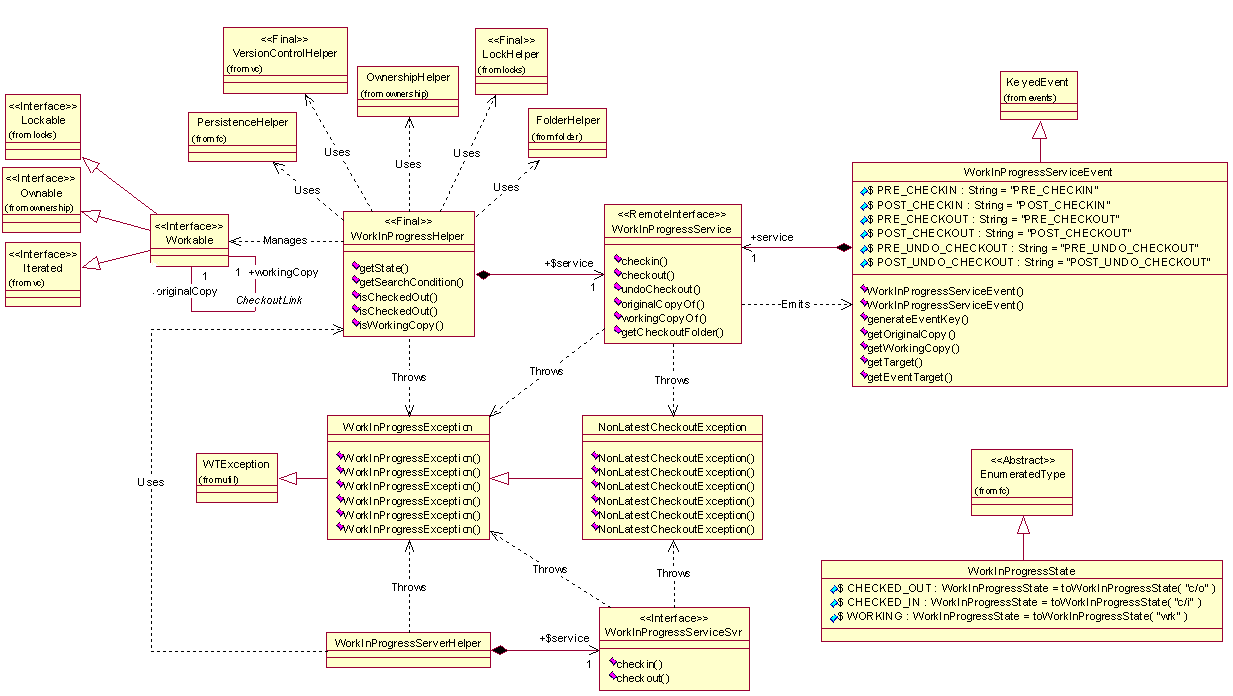 <<Final>>
VersionControlHelper
(from vc)
<<Final>>
LockHelper
(from locks)
OwnershipHelper
(from ownership)
KeyedEvent
(from events)
<<Interface>>
Lockable
(from locks)
PersistenceHelper
(from fc)
FolderHelper
(from folder)
Uses
Uses
Uses
Uses
Uses
<<Interface>>
Ownable
(from ownership)
<<Interface>>
Iterated
(from vc)
<<Interface>>
Workable
1
1
+workingCopy
originalCopy
CheckoutLink
Manages
<<Final>>
WorkInProgressHelper
getState()
getSearchCondition()
isCheckedOut()
isCheckedOut()
isWorkingCopy()
+$service
1
<<RemoteInterface>>
WorkInProgressService
checkin()
checkout()
undoCheckout()
originalCopyOf()
workingCopyOf()
getCheckoutFolder()
+service
1
Emits
WorkInProgressServiceEvent
$ PRE_CHECKIN : String = "PRE_CHECKIN"
$ POST_CHECKIN : String = "POST_CHECKIN"
$ PRE_CHECKOUT : String = "PRE_CHECKOUT"
$ POST_CHECKOUT : String = "POST_CHECKOUT"
$ PRE_UNDO_CHECKOUT : String = "PRE_UNDO_CHECKOUT"
$ POST_UNDO_CHECKOUT : String = "POST_UNDO_CHECKOUT"
WorkInProgressServiceEvent()
WorkInProgressServiceEvent()
generateEventKey()
getOriginalCopy()
getWorkingCopy()
getTarget()
getEventTarget()
Throws
Throws
Throws
WorkInProgressException
WorkInProgressException()
WorkInProgressException()
WorkInProgressException()
WorkInProgressException()
WorkInProgressException()
WorkInProgressException()
NonLatestCheckoutException
NonLatestCheckoutException()
NonLatestCheckoutException()
NonLatestCheckoutException()
NonLatestCheckoutException()
NonLatestCheckoutException()
NonLatestCheckoutException()
WTException
(from util)
Uses
<<Abstract>>
EnumeratedType
(from fc)
Throws
Throws
Throws
WorkInProgressState
$ CHECKED_OUT : WorkInProgressState = toWorkInProgressState( "c/o" )
$ CHECKED_IN : WorkInProgressState = toWorkInProgressState( "c/i" )
$ WORKING : WorkInProgressState = toWorkInProgressState( "wrk" )
WorkInProgressServerHelper
+$service
1
<<Interface>>
WorkInProgressServiceSvr
checkin()
checkout()